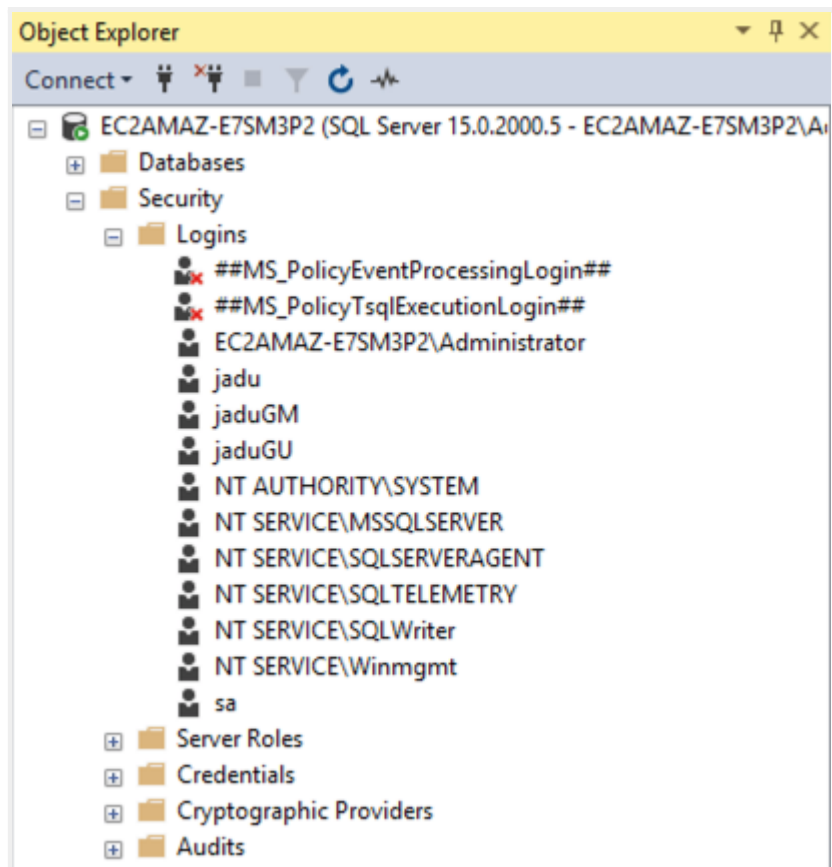 Object Explorer
Connect
EC2AMAZ-E7SM3P2 (SQL Server 15.0.2000.5 - EC2AMAZ-E7SM3P2\A
Databases
Security
Logins
##MS_PolicyEventProcessingLogin##
##MS_PolicyTsqlExecutionLogin##
EC2AMAZ-E7SM3P2\Administrator
jadu
jaduGM
jaduGU
NT AUTHORITY\SYSTEM
NT SERVICE\MSSQLSERVER
NT SERVICE\SQLSERVERAGENT
NT SERVICE\SQLTELEMETRY
NT SERVICE\SQLWriter
NT SERVICE\Winmgmt
sa
Server Roles
Credentials
Cryptographic Providers
Audits